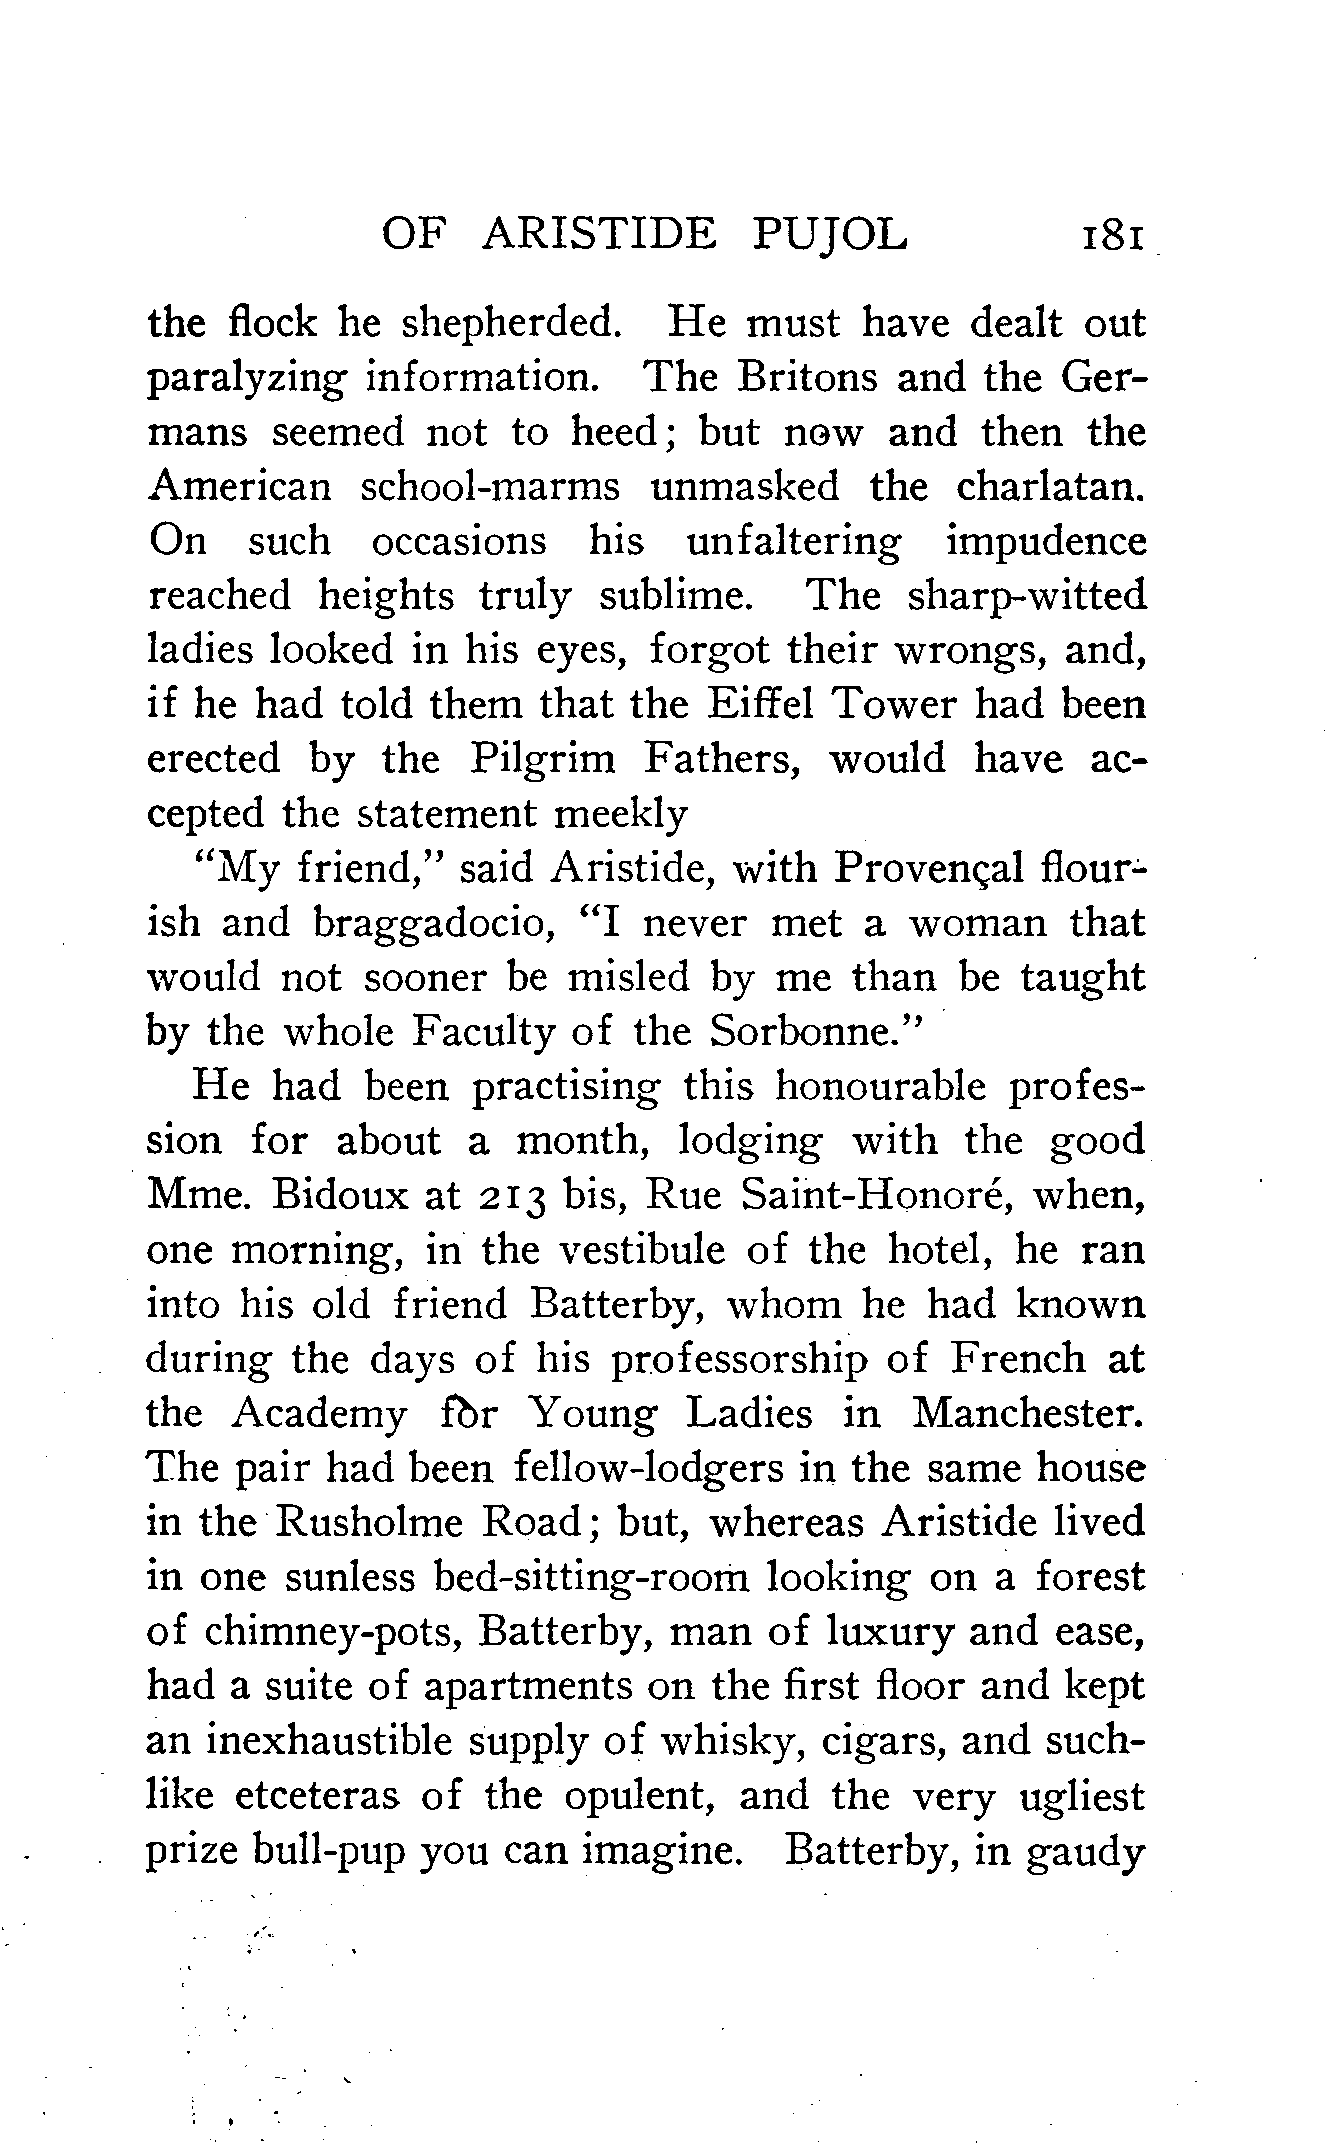 OF ARISTIDE PUJOL 181
the flock he shepherded. He must have dealt out
paralyzing information. The Britons and the Ger-
mans seemed not to heed; but now and then the
American school-marms unmasked the charlatan.
On such occasions his unfaltering impudence
reached heights truly sublime. The sharp-witted
ladies looked in his eyes, forgot their wrongs, and,
if he had told them that the Eiffel Tower had been
erected by the Pilgrim Fathers, would have ac-
cepted the statement meekly
"My friend," said Aristide, with Provençal flour-
ish and braggadocio, "I never met a woman that
would not sooner be misled by me than be taught
by the whole Faculty of the Sorbonne."
He had been practising this honourable profes-
sion for about a month, lodging with the good
Mme. Bidoux at 213 bis, Rue Saint-Honoré, when,
one morning, in the vestibule of the hotel, he ran
into his old friend Batterby, whom he had known
during the days of his professorship of French at
the Academy for Young Ladies in Manchester.
The pair had been fellow-lodgers in the same house
in the Rusholme Road; but, whereas Aristide lived
in one sunless bed-sitting-room looking on a forest
of chimney-pots, Batterby, man of luxury and ease,
had a suite of apartments on the first floor and kept
an inexhaustible supply of whisky, cigars, and such-
like etceteras of the opulent, and the very ugliest
prize bull-pup you can imagine. Batterby, in gaudy